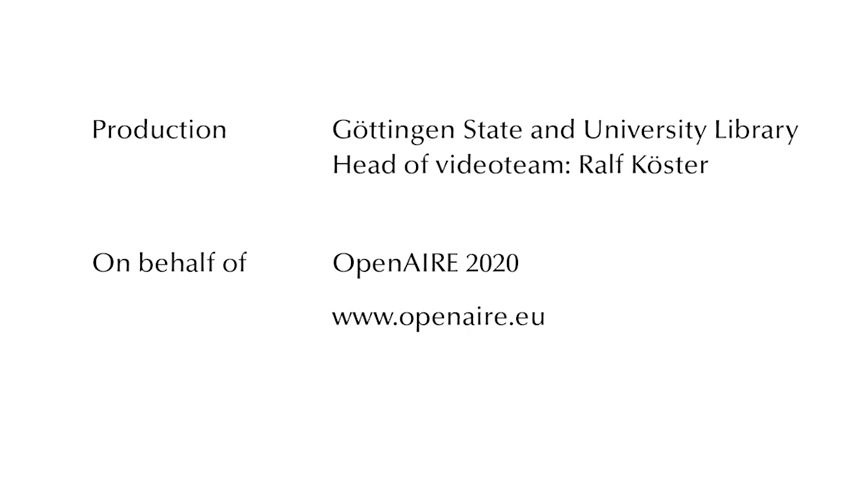 Production Göttingen State and University Library
Head of videoteam: Ralf Köster
On behalf of OpenAIRE 2020
www.openaire.eu